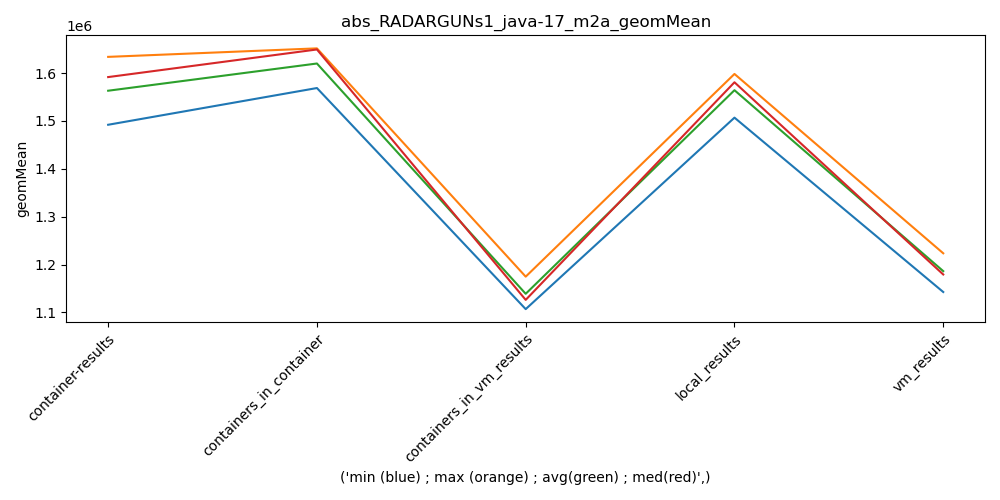 abs_RADARGUNs1_java-17_m2a_geomMean
1e6
1.6
1.5
1.4
1.3
1.2
1.1
geomMean
container-results
containers_in_container
containers_in_vm_results
local_results
vm_results
('min (blue) ; max (orange) ; avg(green) ; med(red)',)